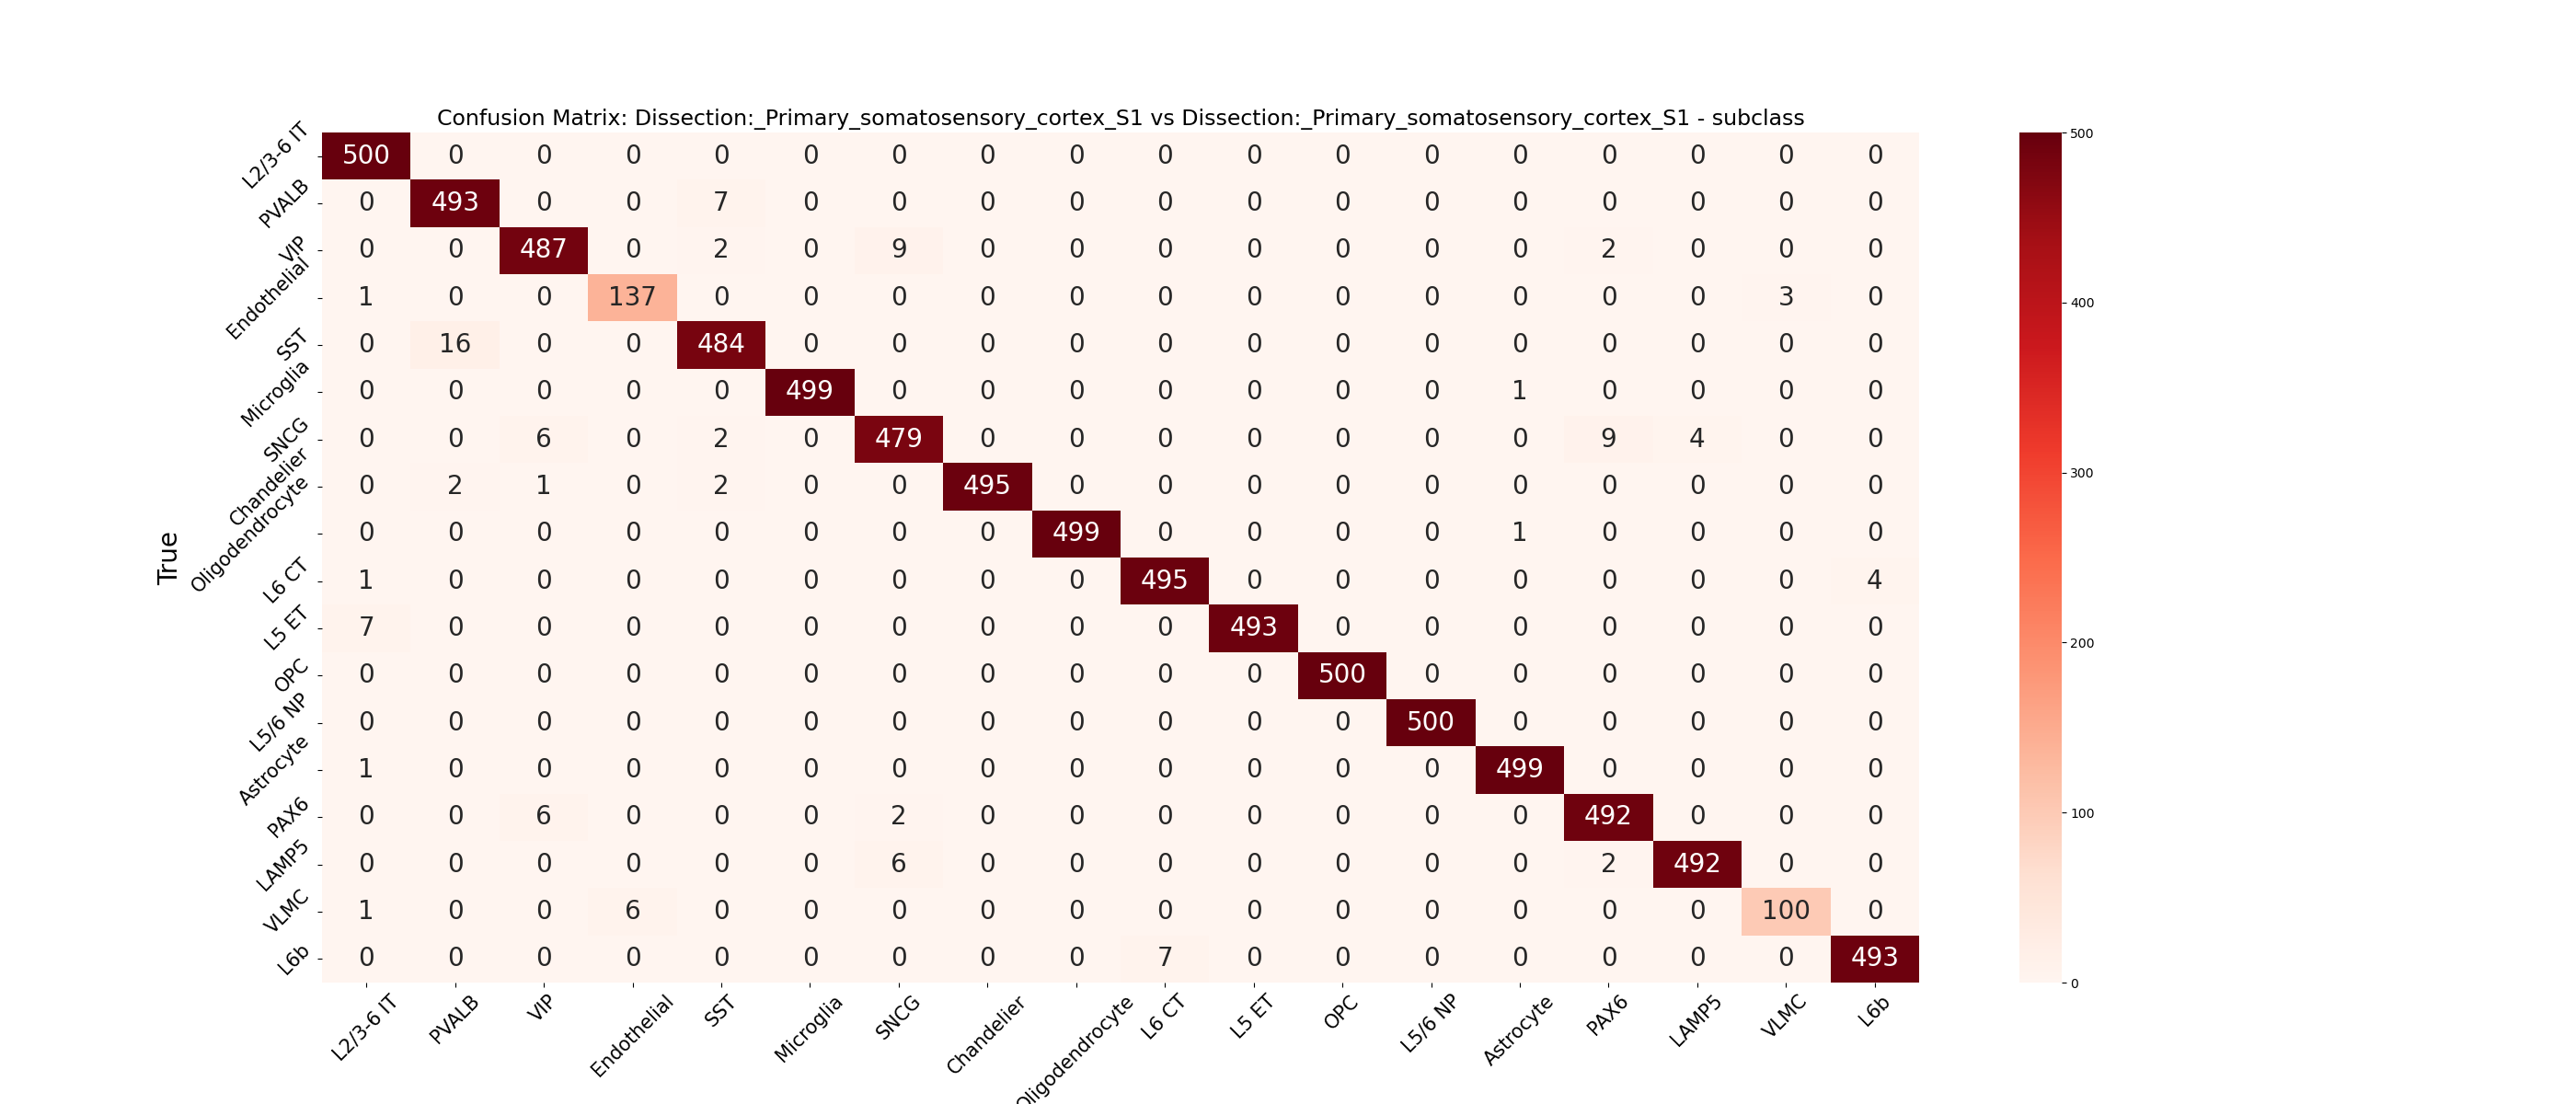 Confusion Matrix: Dissection:_Primary_somatosensory_cortex_S1 vs Dissection:_Primary_somatosensory_cortex_S1 - subclass
True
L2/3-6 IT 500 0 0 0 0 0 0 0 0 0 0 0 0 0 0 0 0 0
PVALB 0 493 0 0 7 0 0 0 0 0 0 0 0 0 0 0 0 0
VIP 0 0 487 0 2 0 9 0 0 0 0 0 0 0 2 0 0 0
Endothelial 1 0 0 137 0 0 0 0 0 0 0 0 0 0 0 0 3 0
SST 0 16 0 0 484 0 0 0 0 0 0 0 0 0 0 0 0 0
Microglia 0 0 0 0 0 499 0 0 0 0 0 0 0 1 0 0 0 0
SNCG 0 0 6 0 2 0 479 0 0 0 0 0 0 0 9 4 0 0
Chandelier 0 2 1 0 2 0 0 495 0 0 0 0 0 0 0 0 0 0
Oligodendrocyte 0 0 0 0 0 0 0 0 499 0 0 0 0 1 0 0 0 0
L6 CT 1 0 0 0 0 0 0 0 0 495 0 0 0 0 0 0 0 4
L5 ET 7 0 0 0 0 0 0 0 0 0 493 0 0 0 0 0 0 0
OPC 0 0 0 0 0 0 0 0 0 0 0 500 0 0 0 0 0 0
L5/6 NP 0 0 0 0 0 0 0 0 0 0 0 0 500 0 0 0 0 0
Astrocyte 1 0 0 0 0 0 0 0 0 0 0 0 0 499 0 0 0 0
PAX6 0 0 6 0 0 0 2 0 0 0 0 0 0 0 492 0 0 0
LAMP5 0 0 0 0 0 0 6 0 0 0 0 0 0 0 2 492 0 0
VLMC 1 0 0 6 0 0 0 0 0 0 0 0 0 0 0 0 100 0
L6b 0 0 0 0 0 0 0 0 0 7 0 0 0 0 0 0 0 493
L2/3-6 IT PVALB VIP Endothelial SST Microglia SNCG Chandelier Oligodendrocyte L6 CT L5 ET OPC L5/6 NP Astrocyte PAX6 LAMP5 VLMC L6b
500
400
300
200
100
0